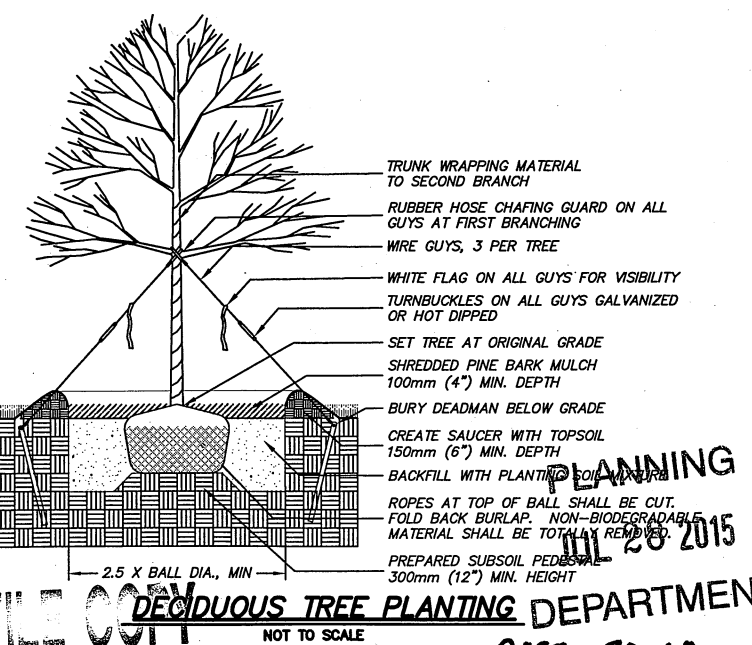 TRUNK WRAPPING MATERIAL
TO SECOND BRANCH
RUBBER HOSE CHAFING GUARD ON ALL
GUYS AT FIRST BRANCHING
WIRE GUYS, 3 PER TREE
WHITE FLAG ON ALL GUYS FOR VISIBILITY
TURNBUCKLES ON ALL GUYS GALVANIZED
OR HOT DIPPED
SET TREE AT ORIGINAL GRADE
SHREDDED PINE BARK MULCH
100mm (4") MIN. DEPTH
BURY DEADMAN BELOW GRADE
CREATE SAUCER WITH TOPSOIL
150mm (6") MIN. DEPTH
BACKFILL WITH PLANTING SOIL MIXTURE
PLANNING
ROPES AT TOP OF BALL SHALL BE CUT.
FOLD BACK BURLAP. NON-BIODEGRADABLE
MATERIAL SHALL BE TOTALLY REMOVED.
JUL 28 2015
PREPARED SUBSOIL PEDESTAL
300mm (12") MIN. HEIGHT
2.5 X BALL DIA., MIN
DECIDUOUS TREE PLANTING
DEPARTMEN
ILE COPY
NOT TO SCALE